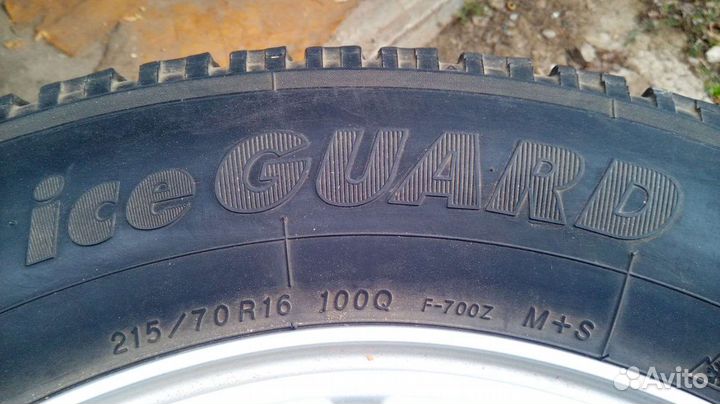 ice GUARD
215/70R16 100Q F-700Z M+S
Avito